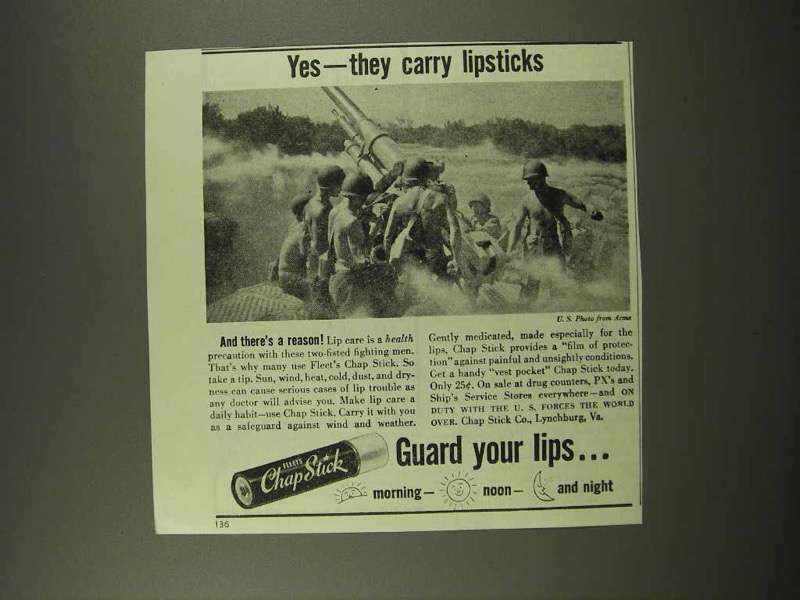 Yes—they carry lipsticks
U. S. Photo from Acme
And there's a reason! Lip care is a health
precaution with these two-fisted fighting men.
That's why many use Fleet's Chap Stick. So
take a tip. Sun, wind, heat, cold, dust, and dry-
ness can cause serious cases of lip trouble as
any doctor will advise you. Make lip care a
daily habit—use Chap Stick. Carry it with you
as a safeguard against wind and weather.
Gently medicated, made especially for the
lips, Chap Stick provides a "film of protec-
tion" against painful and unsightly conditions.
Get a handy "vest pocket" Chap Stick today.
Only 25¢. On sale at drug counters, PX's and
Ship's Service Stores everywhere—and ON
DUTY WITH THE U. S. FORCES THE WORLD
OVER. Chap Stick Co., Lynchburg, Va.
FLEET'S
ChapStick
Guard your lips...
morning— noon— and night
136